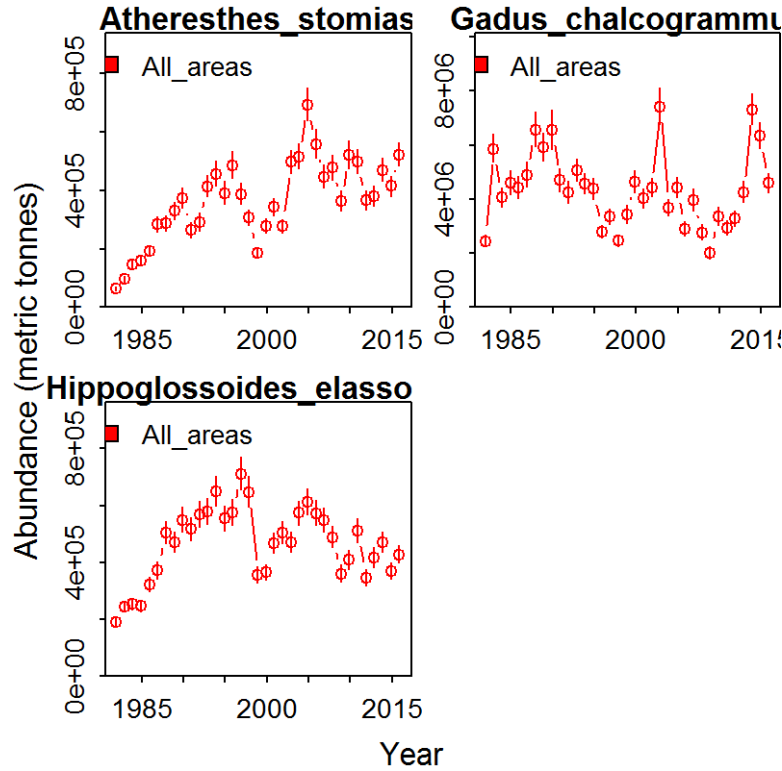 Atheresthes_stomias
Gadus_chalcogrammu
All_areas
All_areas
0e+00 4e+05 8e+05
0e+00 4e+06 8e+06
1985 2000 2015
1985 2000 2015
Hippoglossoides_elasso
All_areas
0e+00 4e+05 8e+05
1985 2000 2015
Abundance (metric tonnes)
Year